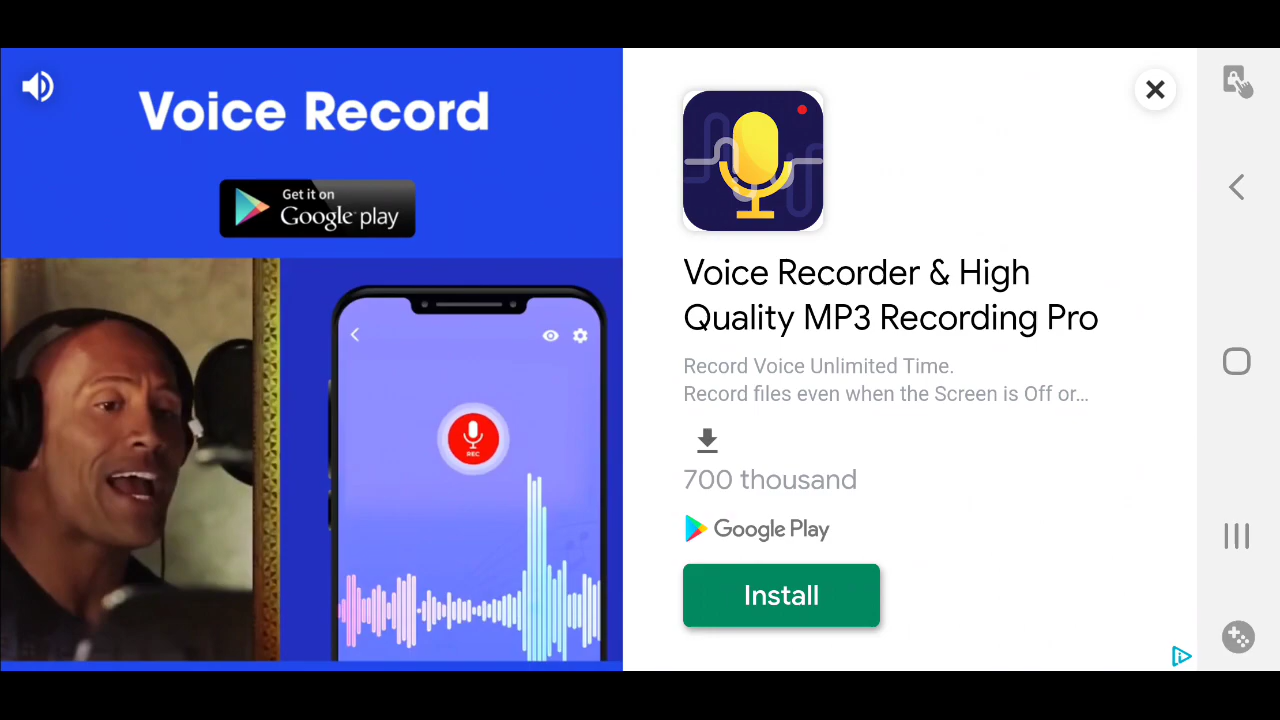 Voice Record
Get it on
Google play
REC
Voice Recorder & High
Quality MP3 Recording Pro
Record Voice Unlimited Time.
Record files even when the Screen is Off or...
700 thousand
Google Play
Install